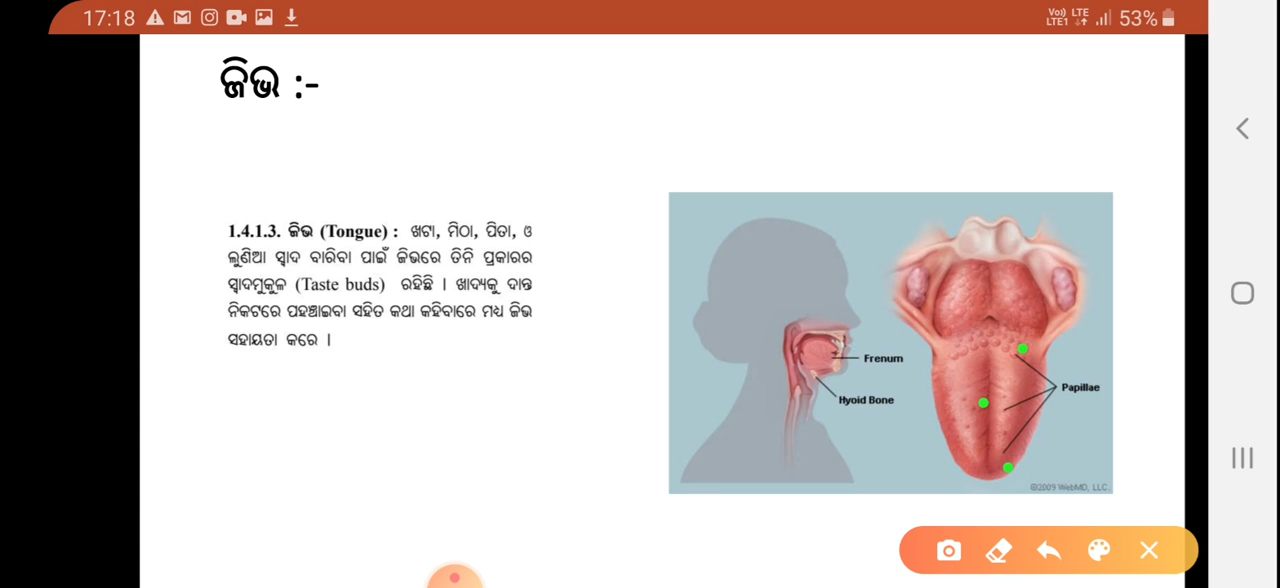 17:18
Vo) LTE
LTE1
53%
ଜିଭ :-
1.4.1.3. ଜିଭ (Tongue) : ଖଟା, ମିଠା, ପିତା, ଓ
ଲୁଣିଆ ସ୍ୱାଦ ବାରିବା ପାଇଁ ଜିଭରେ ତିନି ପ୍ରକାରର
ସ୍ୱାଦମୁକୁଳ (Taste buds) ରହିଛି । ଖାଦ୍ୟକୁ ଦାନ୍ତ
ନିକଟରେ ପହଞ୍ଚାଇବା ସହିତ କଥା କହିବାରେ ମଧ୍ୟ ଜିଭ
ସହାୟତା କରେ ।
Frenum
Hyoid Bone
Papillae
©2009 WebMD, LLC.